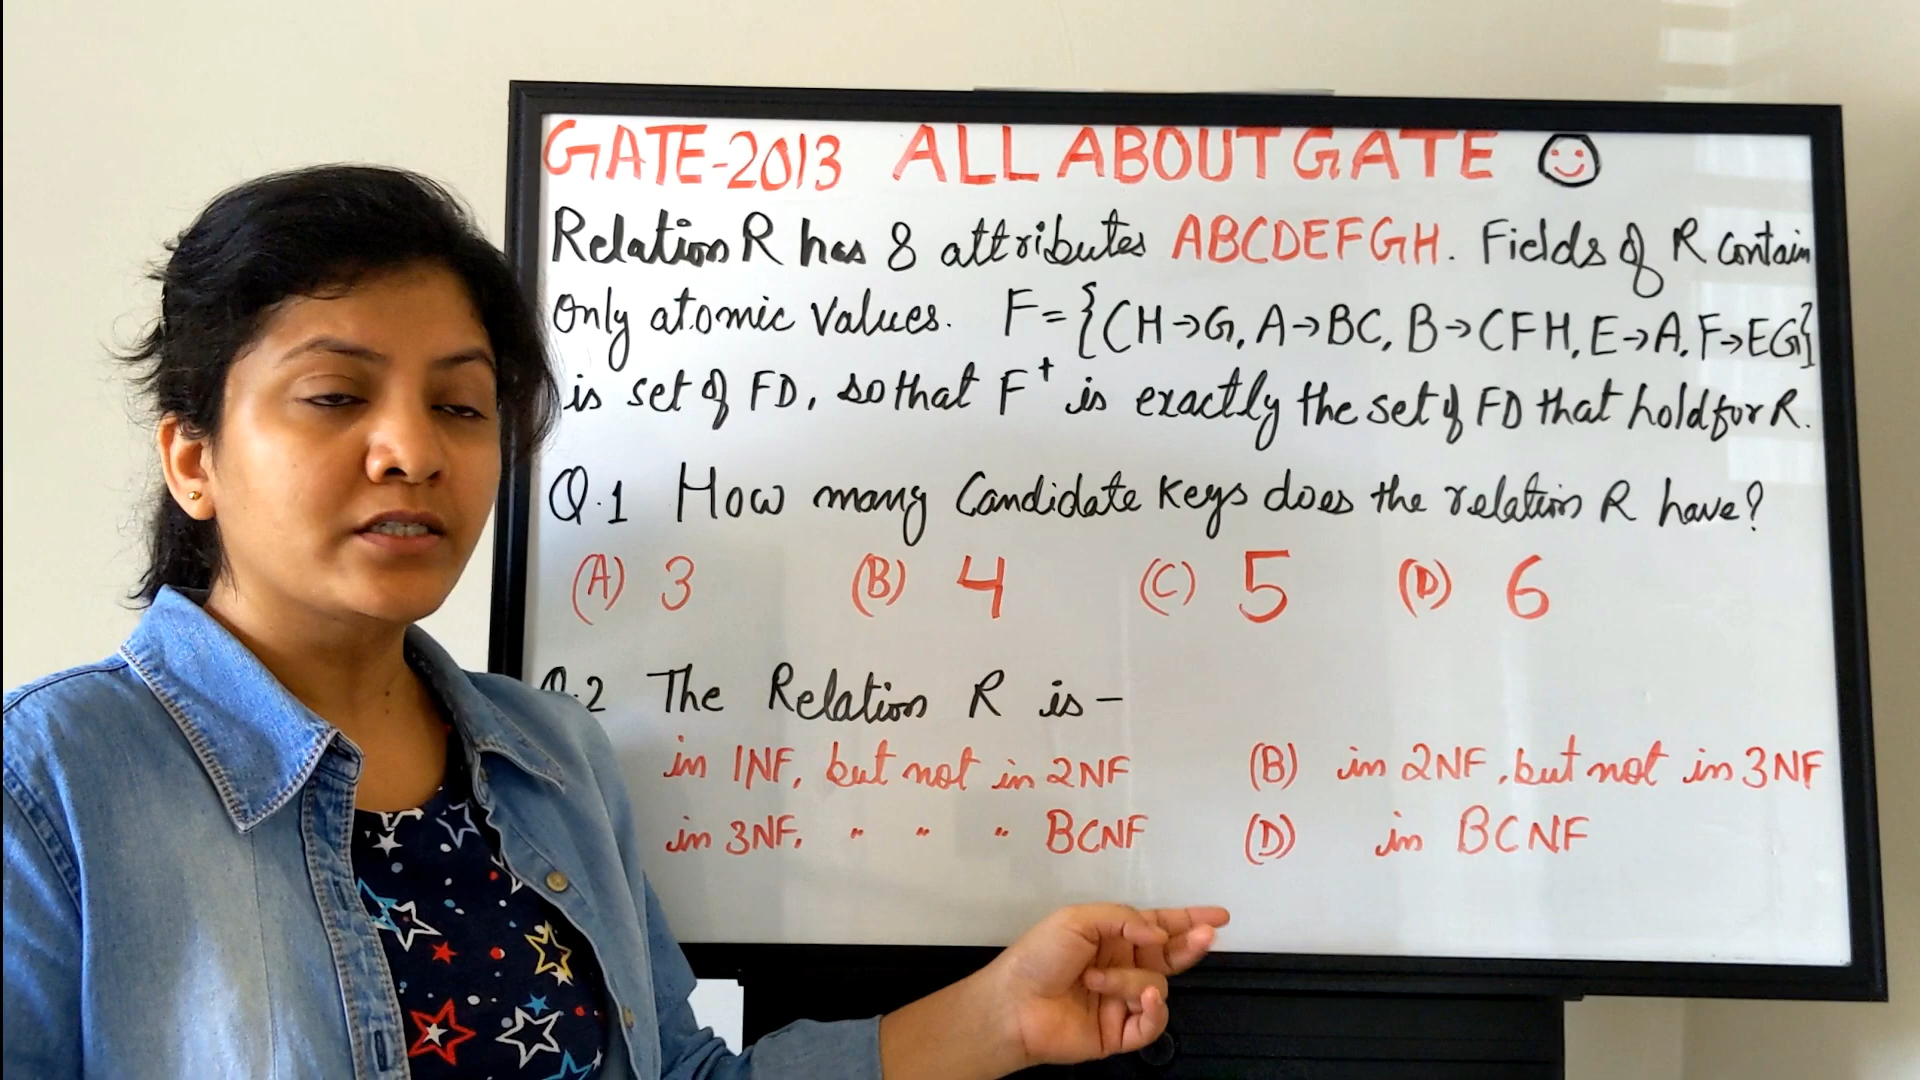 GATE-2013 ALL ABOUT GATE
Relation R has 8 attributes ABCDEFGH. Fields of R contain
only atomic values. F={CH→G, A→BC, B→CFH, E→A, F→EG}
is set of FD, so that F⁺ is exactly the set of FD that hold for R.
Q.1 How many Candidate Keys does the relation R have?
(A) 3 (B) 4 (C) 5 (D) 6
Q.2 The Relation R is-
in 1NF, but not in 2NF (B) in 2NF, but not in 3NF
in 3NF, " " " BCNF (D) in BCNF